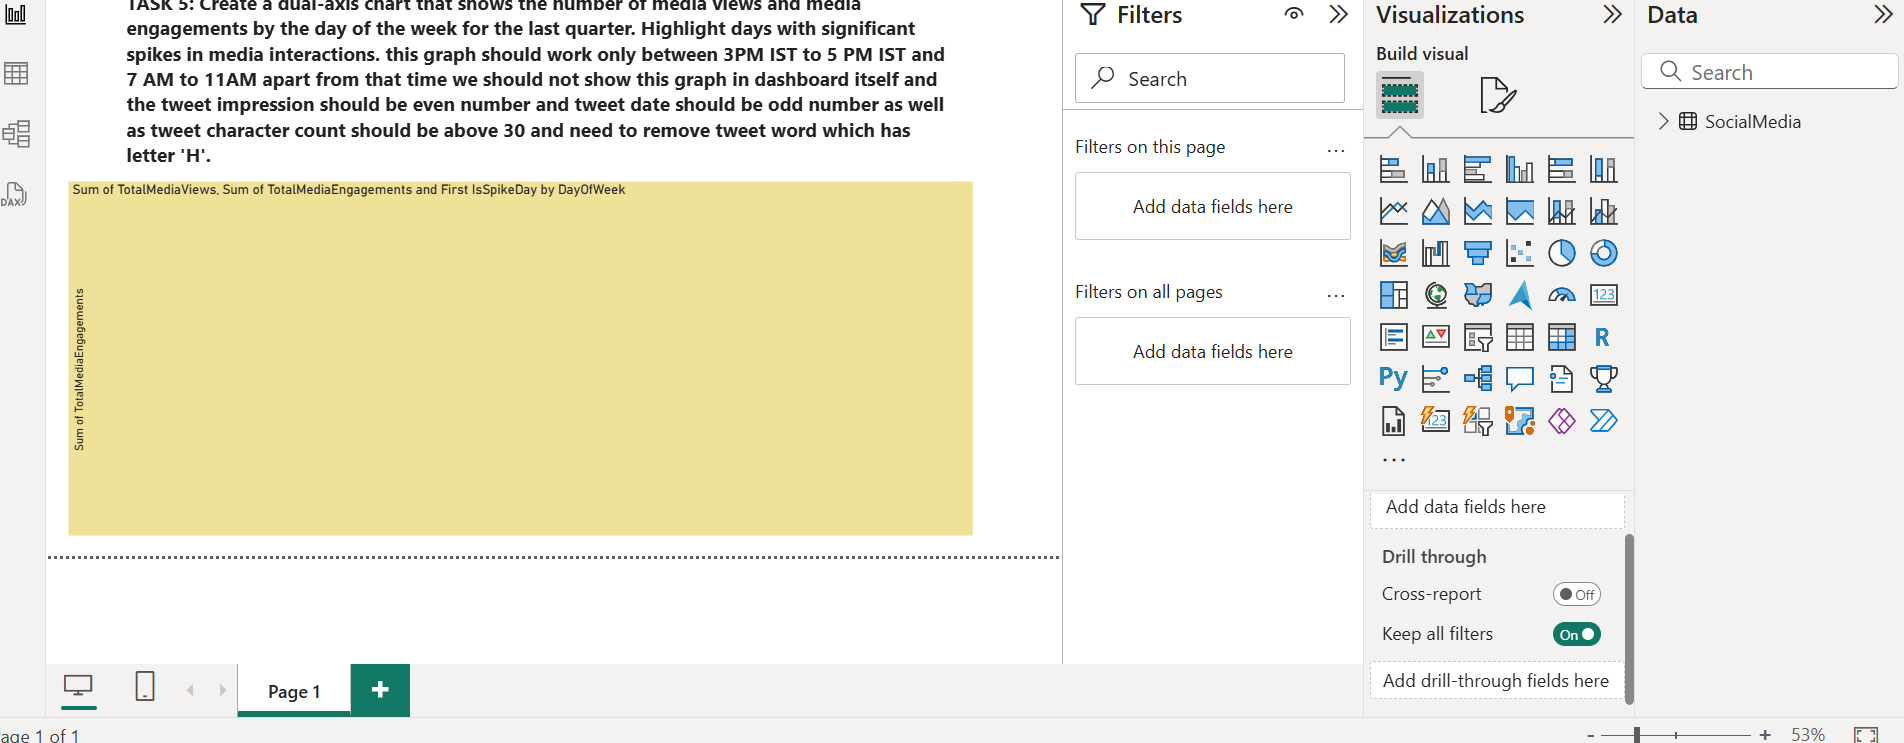 TASK 5: Create a dual-axis chart that shows the number of media views and media
engagements by the day of the week for the last quarter. Highlight days with significant
spikes in media interactions. this graph should work only between 3PM IST to 5 PM IST and
7 AM to 11AM apart from that time we should not show this graph in dashboard itself and
the tweet impression should be even number and tweet date should be odd number as well
as tweet character count should be above 30 and need to remove tweet word which has
letter 'H'.
Sum of TotalMediaViews, Sum of TotalMediaEngagements and First IsSpikeDay by DayOfWeek
Sum of TotalMediaEngagements
DAX
Page 1
+
age 1 of 1
Filters
Search
Filters on this page
...
Add data fields here
Filters on all pages
...
Add data fields here
Visualizations
Build visual
123
R
Py
123
...
Add data fields here
Drill through
Cross-report
Off
Keep all filters
On
Add drill-through fields here
Data
Search
SocialMedia
- + 53%